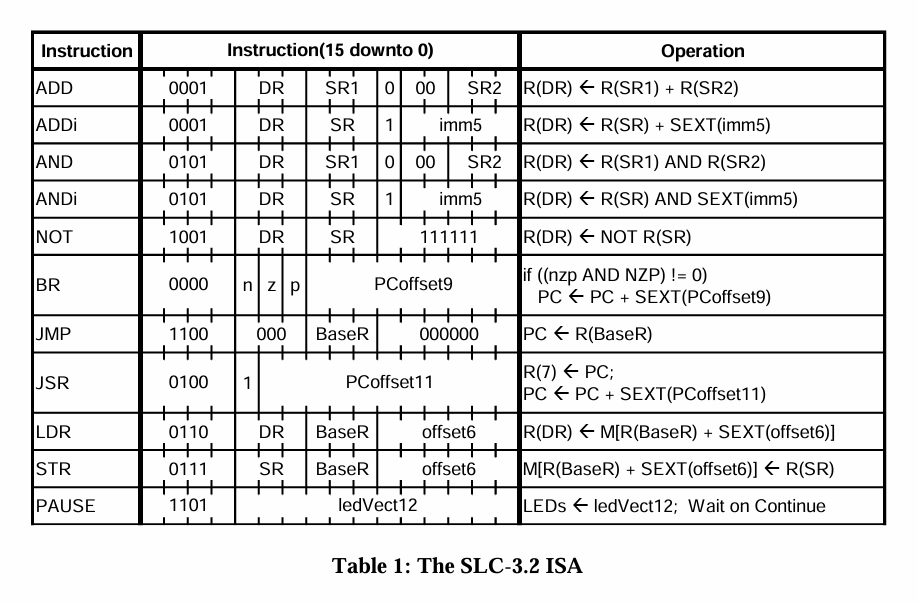 Instruction Instruction(15 downto 0) Operation
ADD 0001 DR SR1 0 00 SR2 R(DR) ← R(SR1) + R(SR2)
ADDi 0001 DR SR 1 imm5 R(DR) ← R(SR) + SEXT(imm5)
AND 0101 DR SR1 0 00 SR2 R(DR) ← R(SR1) AND R(SR2)
ANDi 0101 DR SR 1 imm5 R(DR) ← R(SR) AND SEXT(imm5)
NOT 1001 DR SR 111111 R(DR) ← NOT R(SR)
BR 0000 n z p PCoffset9 if ((nzp AND NZP) != 0)
PC ← PC + SEXT(PCoffset9)
JMP 1100 000 BaseR 000000 PC ← R(BaseR)
JSR 0100 1 PCoffset11 R(7) ← PC;
PC ← PC + SEXT(PCoffset11)
LDR 0110 DR BaseR offset6 R(DR) ← M[R(BaseR) + SEXT(offset6)]
STR 0111 SR BaseR offset6 M[R(BaseR) + SEXT(offset6)] ← R(SR)
PAUSE 1101 ledVect12 LEDs ← ledVect12; Wait on Continue
Table 1: The SLC-3.2 ISA